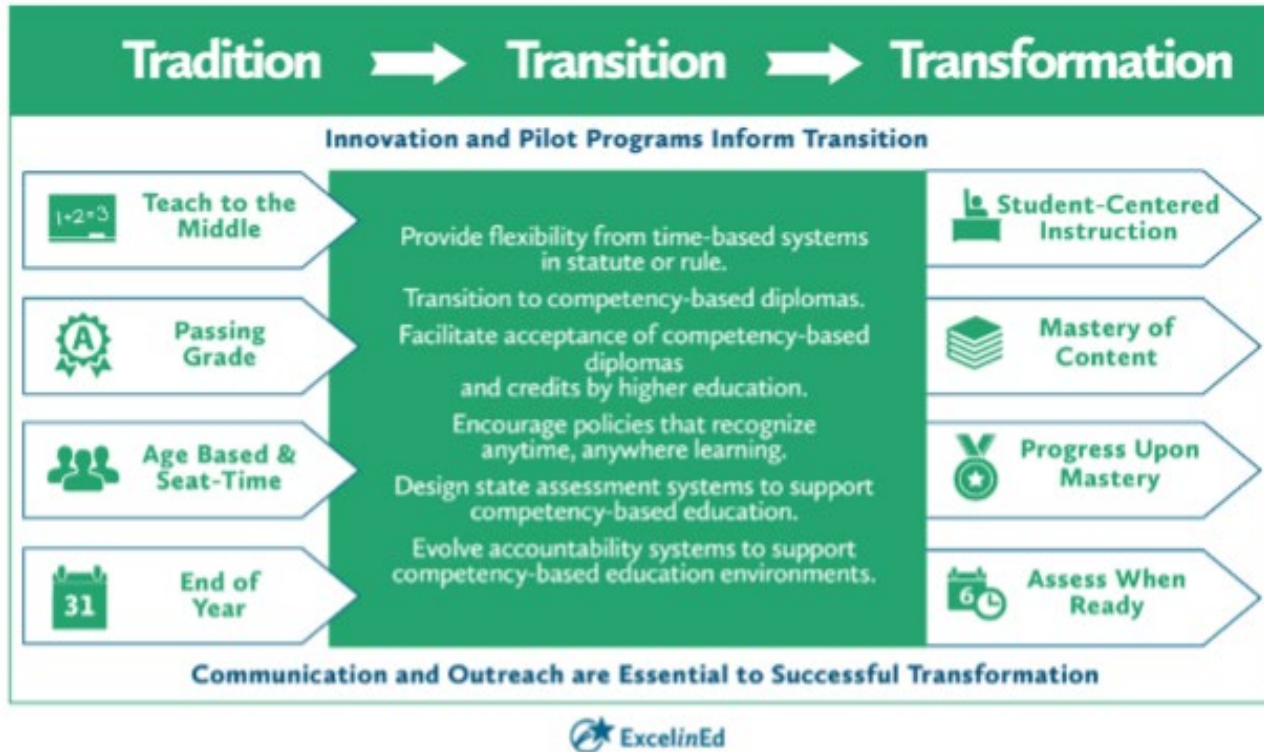 Tradition Transition Transformation
Innovation and Pilot Programs Inform Transition
1+2=3
Teach to the
Middle
A
Passing
Grade
Age Based &
Seat-Time
31
End of
Year
Provide flexibility from time-based systems
in statute or rule.
Transition to competency-based diplomas.
Facilitate acceptance of competency-based
diplomas
and credits by higher education.
Encourage policies that recognize
anytime, anywhere learning.
Design state assessment systems to support
competency-based education.
Evolve accountability systems to support
competency-based education environments.
Student-Centered
Instruction
Mastery of
Content
Progress Upon
Mastery
6
Assess When
Ready
Communication and Outreach are Essential to Successful Transformation
ExcelinEd